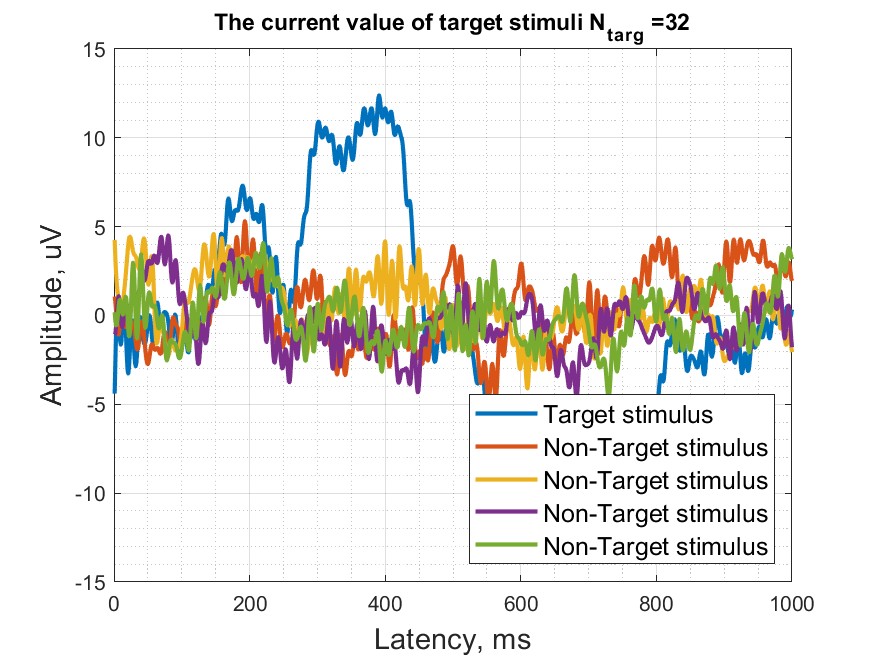 The current value of target stimuli N_targ =32
15
10
5
0
-5
-10
-15
Amplitude, uV
Target stimulus
Non-Target stimulus
Non-Target stimulus
Non-Target stimulus
Non-Target stimulus
0 200 400 600 800 1000
Latency, ms